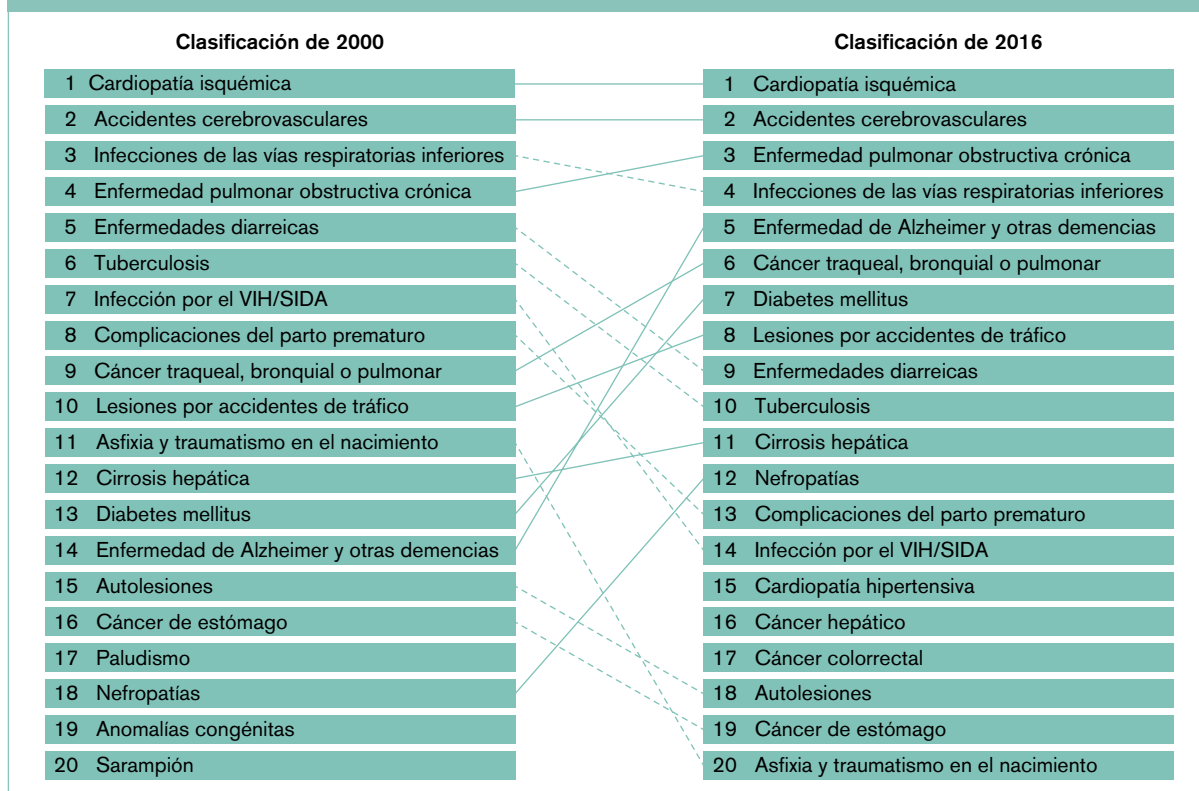 Clasificación de 2000
1 Cardiopatía isquémica
2 Accidentes cerebrovasculares
3 Infecciones de las vías respiratorias inferiores
4 Enfermedad pulmonar obstructiva crónica
5 Enfermedades diarreicas
6 Tuberculosis
7 Infección por el VIH/SIDA
8 Complicaciones del parto prematuro
9 Cáncer traqueal, bronquial o pulmonar
10 Lesiones por accidentes de tráfico
11 Asfixia y traumatismo en el nacimiento
12 Cirrosis hepática
13 Diabetes mellitus
14 Enfermedad de Alzheimer y otras demencias
15 Autolesiones
16 Cáncer de estómago
17 Paludismo
18 Nefropatías
19 Anomalías congénitas
20 Sarampión
Clasificación de 2016
1 Cardiopatía isquémica
2 Accidentes cerebrovasculares
3 Enfermedad pulmonar obstructiva crónica
4 Infecciones de las vías respiratorias inferiores
5 Enfermedad de Alzheimer y otras demencias
6 Cáncer traqueal, bronquial o pulmonar
7 Diabetes mellitus
8 Lesiones por accidentes de tráfico
9 Enfermedades diarreicas
10 Tuberculosis
11 Cirrosis hepática
12 Nefropatías
13 Complicaciones del parto prematuro
14 Infección por el VIH/SIDA
15 Cardiopatía hipertensiva
16 Cáncer hepático
17 Cáncer colorrectal
18 Autolesiones
19 Cáncer de estómago
20 Asfixia y traumatismo en el nacimiento